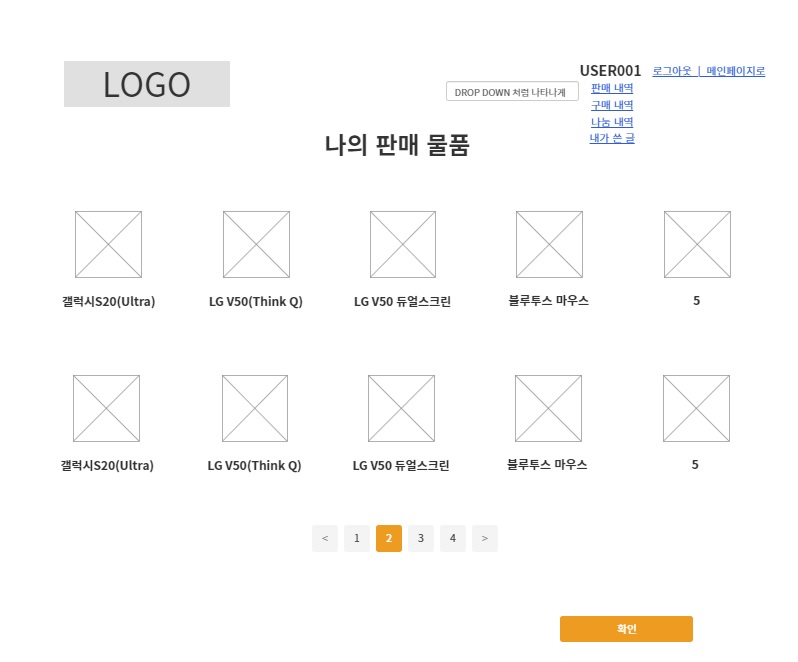 LOGO
USER001 로그아웃 | 메인페이지로
DROP DOWN 처럼 나타나게
판매 내역
구매 내역
나눔 내역
내가 쓴 글
나의 판매 물품
갤럭시S20(Ultra) LG V50(Think Q) LG V50 듀얼스크린 블루투스 마우스 5
갤럭시S20(Ultra) LG V50(Think Q) LG V50 듀얼스크린 블루투스 마우스 5
< 1 2 3 4 >
확인